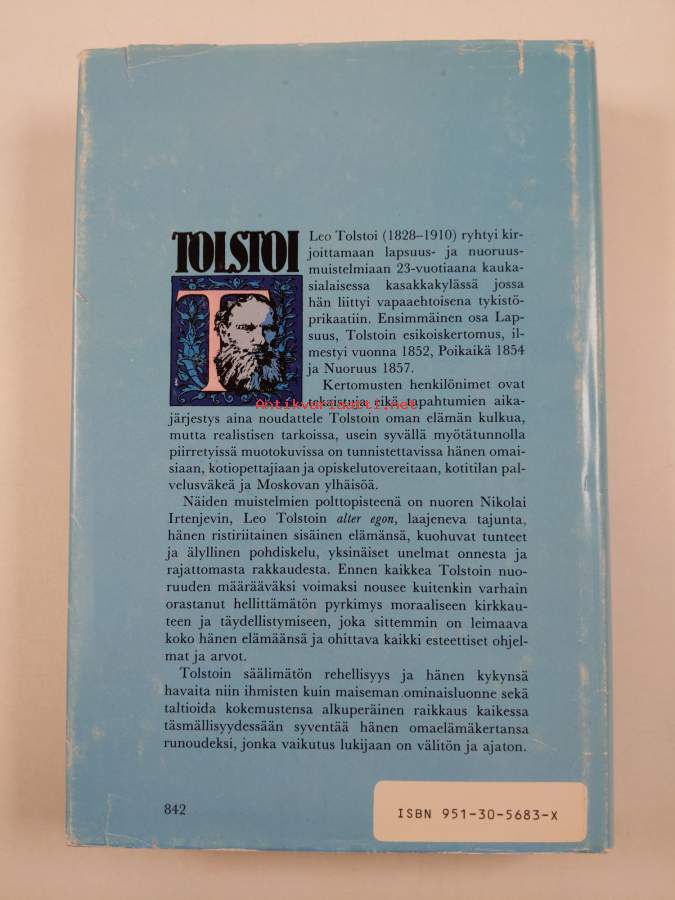 TOLSTOI
T
Leo Tolstoi (1828–1910) ryhtyi kir-
joittamaan lapsuus- ja nuoruus-
muistelmiaan 23-vuotiaana kauka-
sialaisessa kasakkakylässä jossa
hän liittyi vapaaehtoisena tykistö-
prikaatiin. Ensimmäinen osa Lap-
suus, Tolstoin esikoiskertomus, il-
mestyi vuonna 1852, Poikaikä 1854
ja Nuoruus 1857.
Kertomusten henkilönimet ovat
Antikvariaatti.net
tekaistuja eikä tapahtumien aika-
järjestys aina noudattele Tolstoin oman elämän kulkua,
mutta realistisen tarkoissa, usein syvällä myötätunnolla
piirretyissä muotokuvissa on tunnistettavissa hänen omai-
siaan, kotiopettajiaan ja opiskelutovereitaan, kotitilan pal-
velusväkeä ja Moskovan ylhäisöä.
Näiden muistelmien polttopisteenä on nuoren Nikolai
Irtenjevin, Leo Tolstoin alter egon, laajeneva tajunta,
hänen ristiriitainen sisäinen elämänsä, kuohuvat tunteet
ja älyllinen pohdiskelu, yksinäiset unelmat onnesta ja
rajattomasta rakkaudesta. Ennen kaikkea Tolstoin nuo-
ruuden määrääväksi voimaksi nousee kuitenkin varhain
orastanut hellittämätön pyrkimys moraaliseen kirkkau-
teen ja täydellistymiseen, joka sittemmin on leimaava
koko hänen elämäänsä ja ohittava kaikki esteettiset ohjel-
mat ja arvot.
Tolstoin säälimätön rehellisyys ja hänen kykynsä
havaita niin ihmisten kuin maiseman ominaisluonne sekä
taltioida kokemustensa alkuperäinen raikkaus kaikessa
täsmällisyydessään syventää hänen omaelämäkertansa
runoudeksi, jonka vaikutus lukijaan on välitön ja ajaton.
842
ISBN 951-30-5683-X